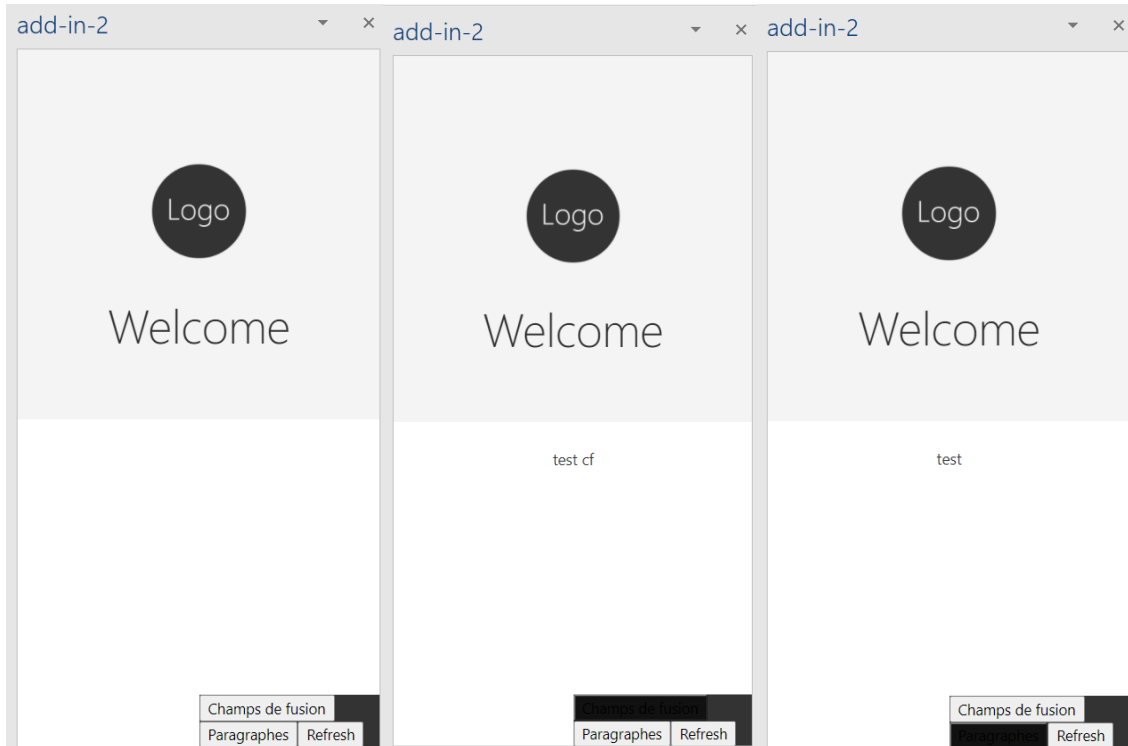 add-in-2
Logo
Welcome
Champs de fusion
Paragraphes Refresh
add-in-2
Logo
Welcome
test cf
Champs de fusion
Paragraphes Refresh
add-in-2
Logo
Welcome
test
Champs de fusion
Paragraphes Refresh